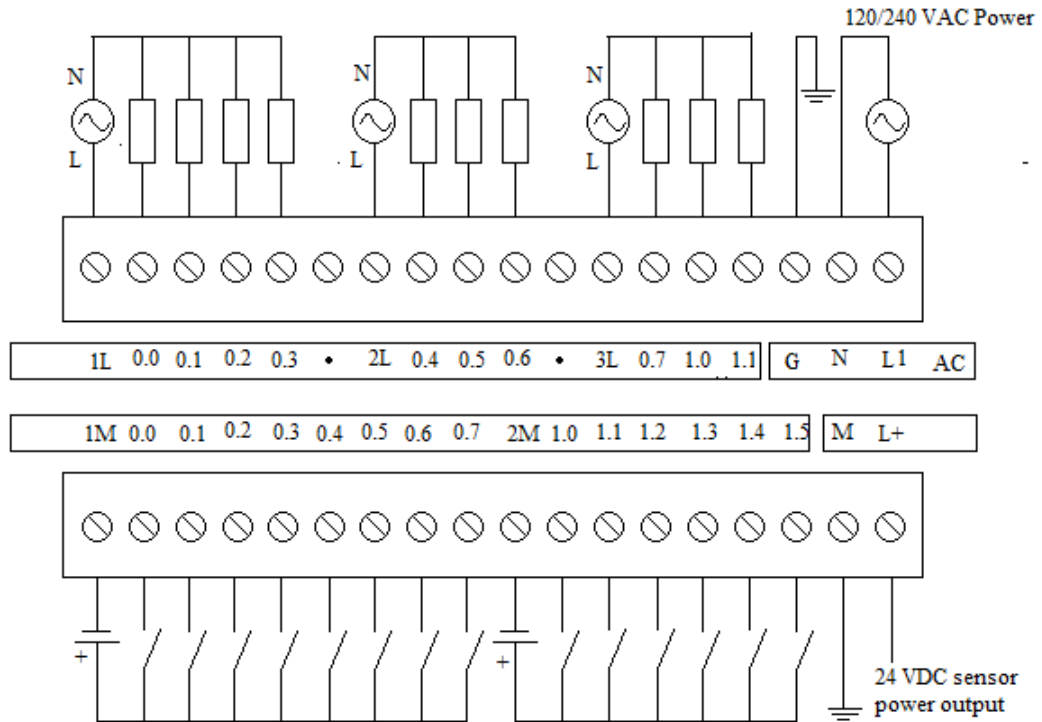 120/240 VAC Power
N
N
N
L
L
L
1L 0.0 0.1 0.2 0.3 • 2L 0.4 0.5 0.6 • 3L 0.7 1.0 1.1 G N L1 AC
1M 0.0 0.1 0.2 0.3 0.4 0.5 0.6 0.7 2M 1.0 1.1 1.2 1.3 1.4 1.5 M L+
+
+
24 VDC sensor
power output